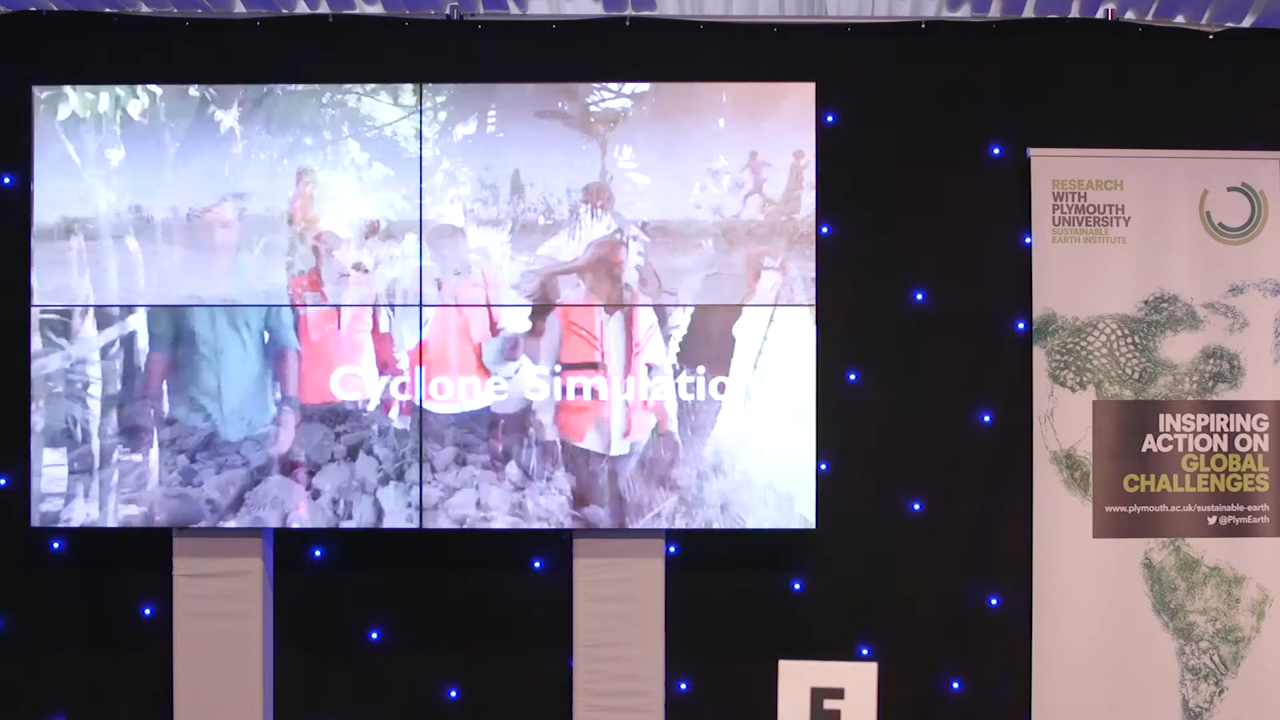 Cyclone Simulatio
RESEARCH
WITH
PLYMOUTH
UNIVERSITY
SUSTAINABLE
EARTH INSTITUTE
INSPIRING
ACTION ON
GLOBAL
CHALLENGES
www.plymouth.ac.uk/sustainable-earth
@PlymEarth
E